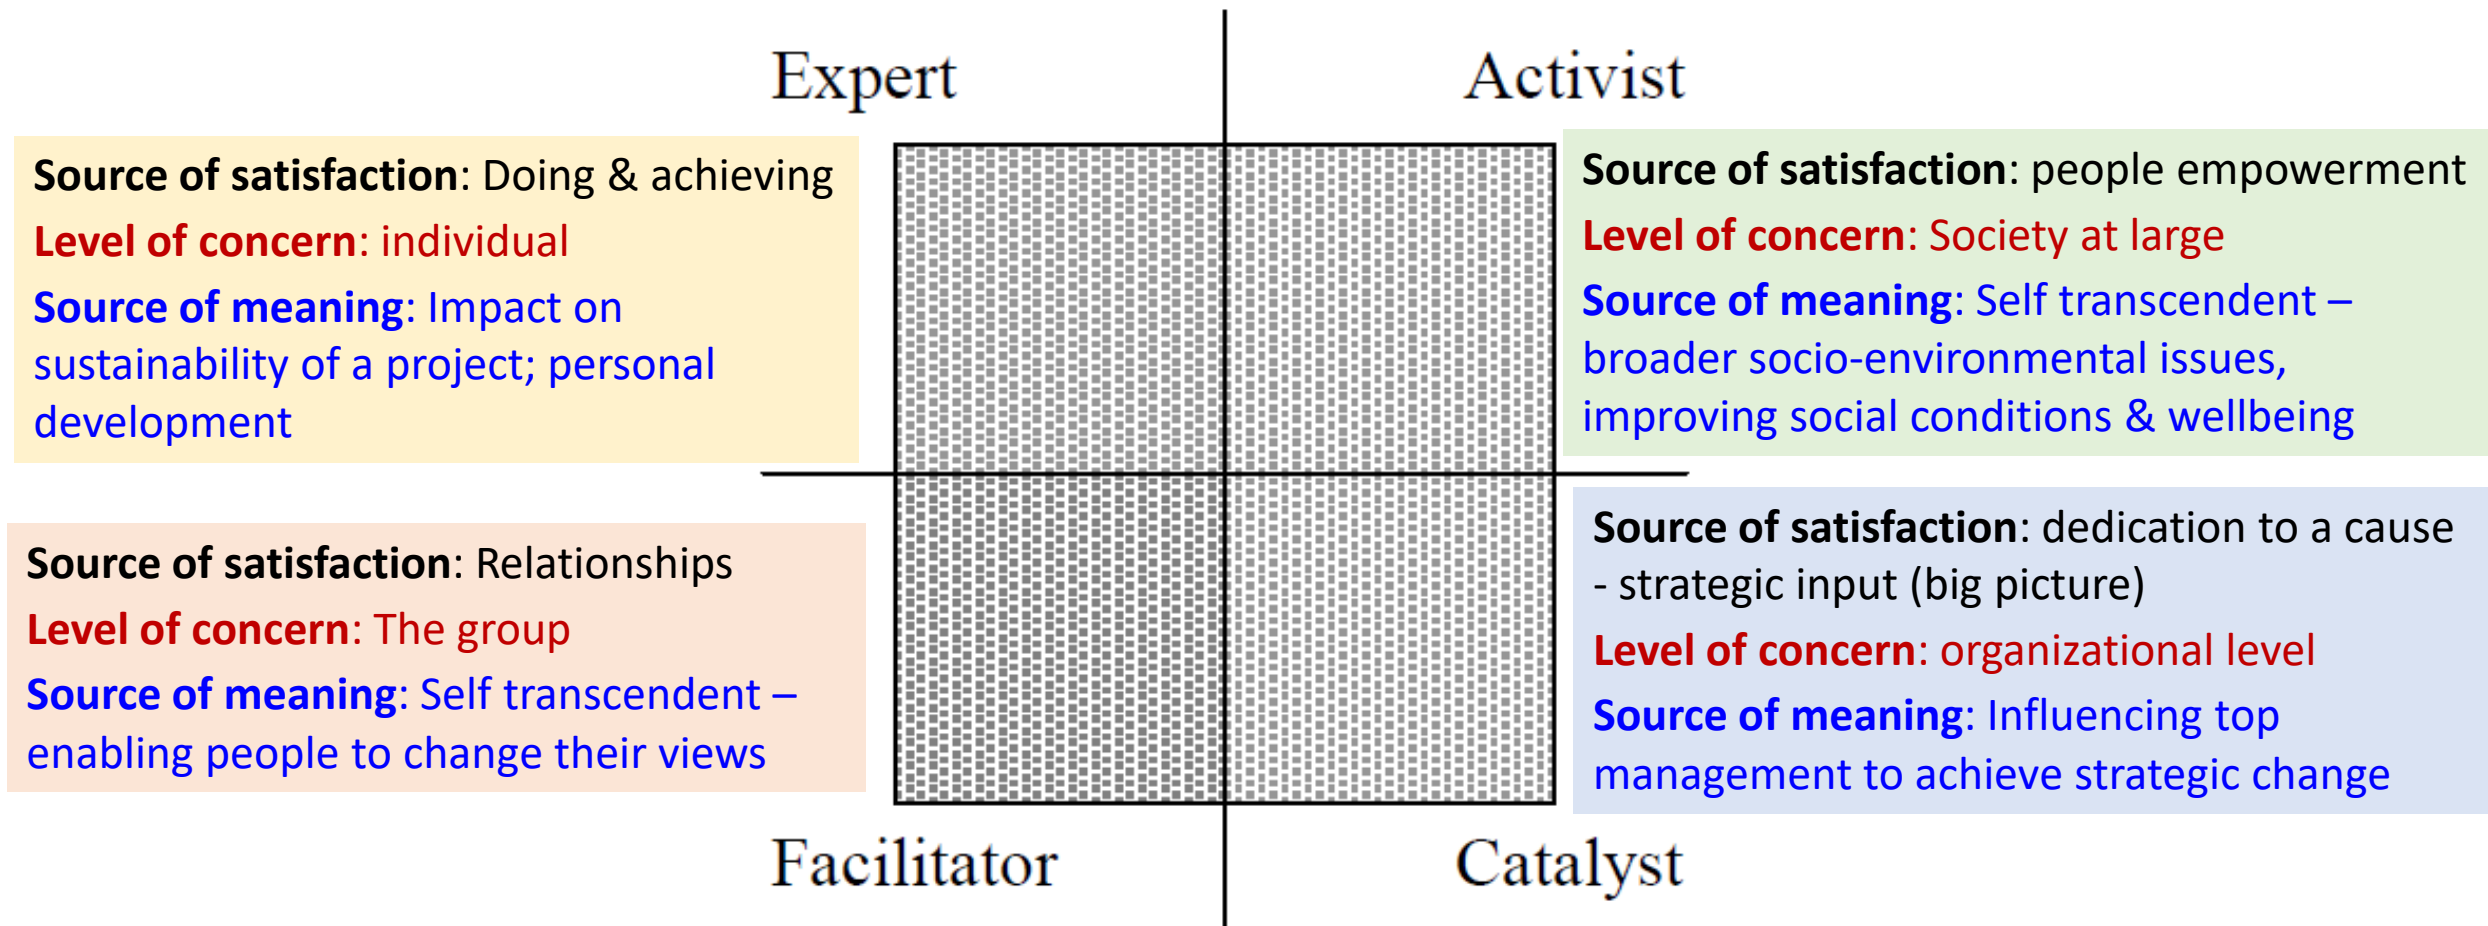 Expert
Activist
Source of satisfaction: Doing & achieving
Level of concern: individual
Source of meaning: Impact on
sustainability of a project; personal
development
Source of satisfaction: people empowerment
Level of concern: Society at large
Source of meaning: Self transcendent –
broader socio-environmental issues,
improving social conditions & wellbeing
Source of satisfaction: Relationships
Level of concern: The group
Source of meaning: Self transcendent –
enabling people to change their views
Source of satisfaction: dedication to a cause
- strategic input (big picture)
Level of concern: organizational level
Source of meaning: Influencing top
management to achieve strategic change
Facilitator
Catalyst